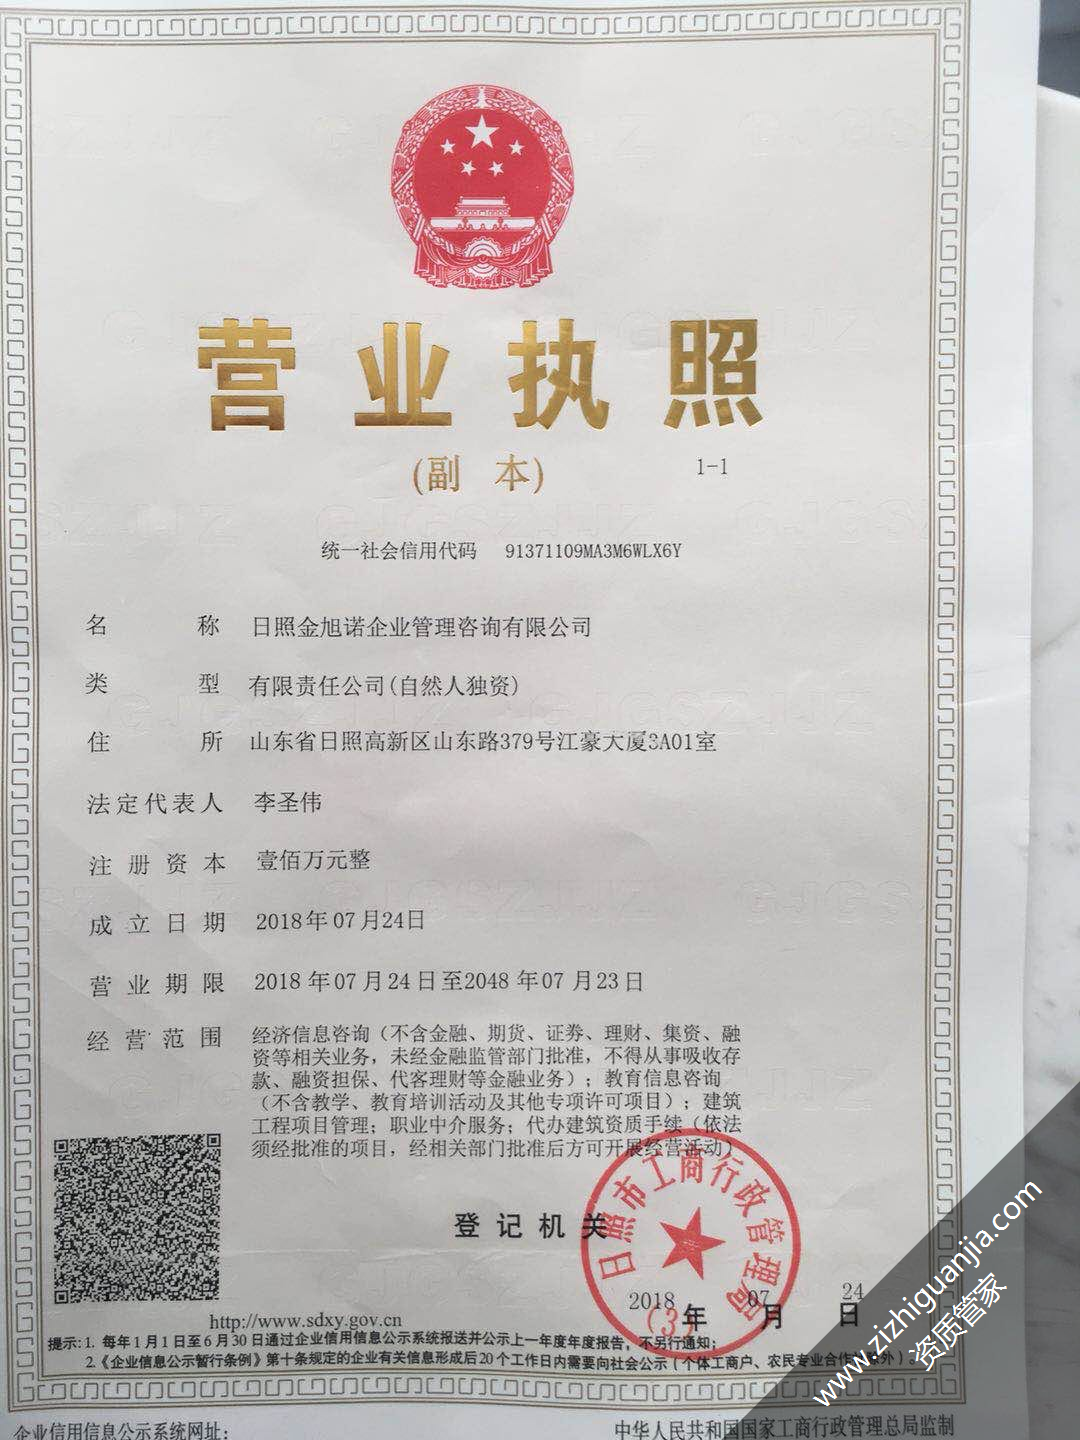 营业执照
(副 本)
1-1
统一社会信用代码 91371109MA3M6WLX6Y
名 称 日照金旭诺企业管理咨询有限公司
类 型 有限责任公司(自然人独资)
住 所 山东省日照高新区山东路379号江豪大厦3A01室
法定代表人 李圣伟
注册资本 壹佰万元整
成立日期 2018年07月24日
营业期限 2018年07月24日至2048年07月23日
经营范围 经济信息咨询（不含金融、期货、证券、理财、集资、融
资等相关业务，未经金融监管部门批准，不得从事吸收存
款、融资担保、代客理财等金融业务）；教育信息咨询
（不含教学、教育培训活动及其他专项许可项目）；建筑
工程项目管理；职业中介服务；代办建筑资质手续（依法
须经批准的项目，经相关部门批准后方可开展经营活动）
登记机关
日照市工商行政管理局
(3)
2018年07月24日
http://www.sdxy.gov.cn
提示:1. 每年1月1日至6月30日通过企业信用信息公示系统报送并公示上一年度年度报告，不另行通知；
2.《企业信息公示暂行条例》第十条规定的企业有关信息形成后20个工作日内需要向社会公示（个体工商户、农民专业合作社除外）。
企业信用信息公示系统网址：
中华人民共和国国家工商行政管理总局监制
www.zizhiguanjia.com
资质管家